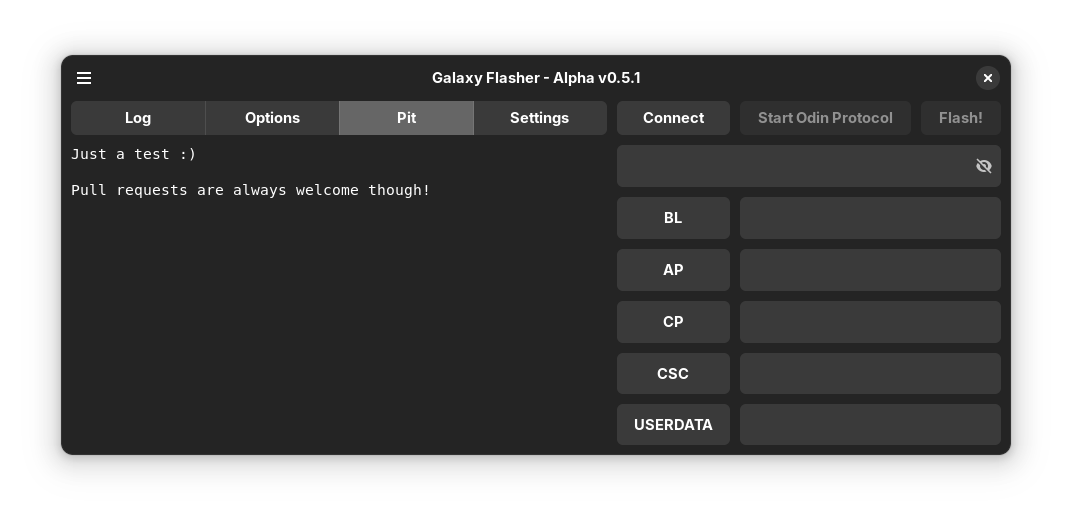 Galaxy Flasher - Alpha v0.5.1
Log Options Pit Settings Connect Start Odin Protocol Flash!
Just a test :)
Pull requests are always welcome though!
BL
AP
CP
CSC
USERDATA